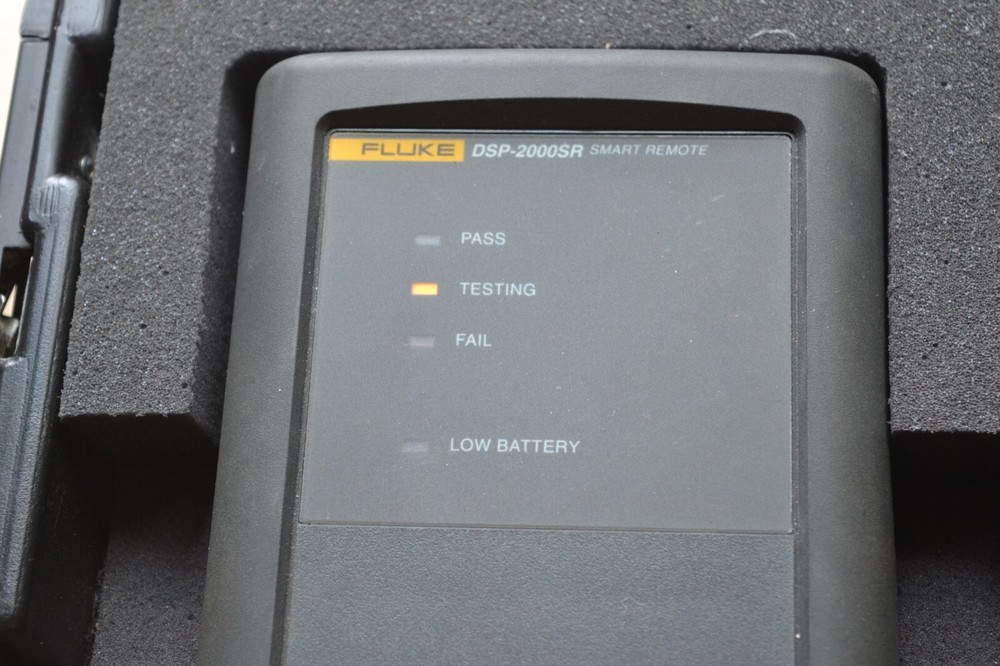 FLUKE DSP-2000SR SMART REMOTE
PASS
TESTING
FAIL
LOW BATTERY